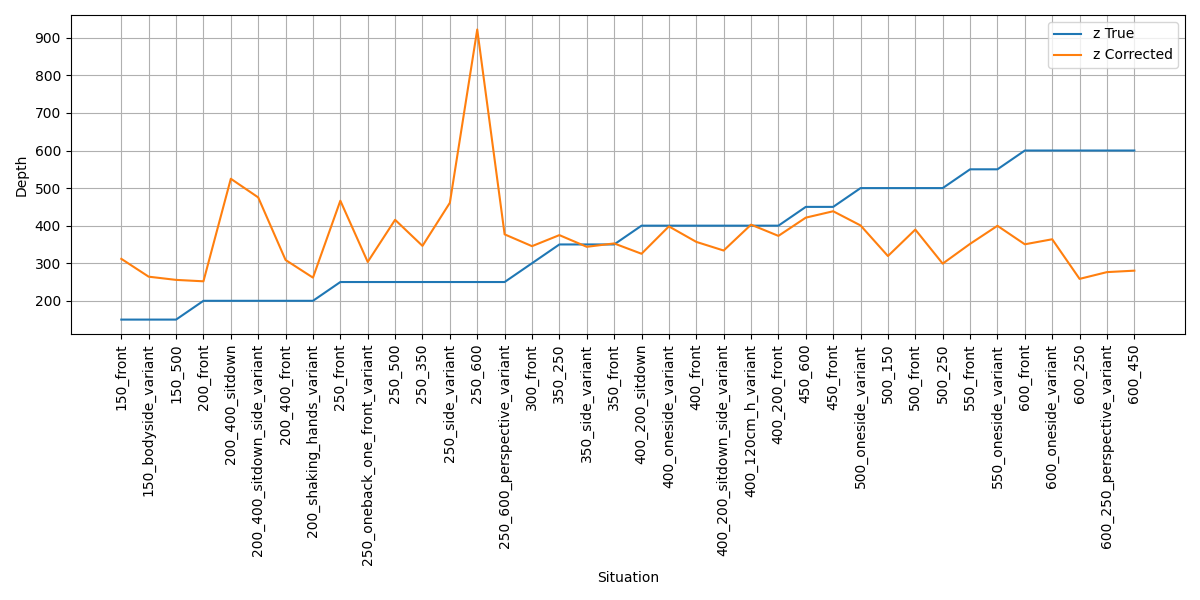 z True
z Corrected
900
800
700
600
500
400
300
200
Depth
150_front
150_bodyside_variant
150_500
200_front
200_400_sitdown
200_400_sitdown_side_variant
200_400_front
200_shaking_hands_variant
250_front
250_oneback_one_front_variant
250_500
250_350
250_side_variant
250_600
250_600_perspective_variant
300_front
350_250
350_side_variant
350_front
400_200_sitdown
400_oneside_variant
400_front
400_200_sitdown_side_variant
400_120cm_h_variant
400_200_front
450_600
450_front
500_oneside_variant
500_150
500_front
500_250
550_front
550_oneside_variant
600_front
600_oneside_variant
600_250
600_250_perspective_variant
600_450
Situation